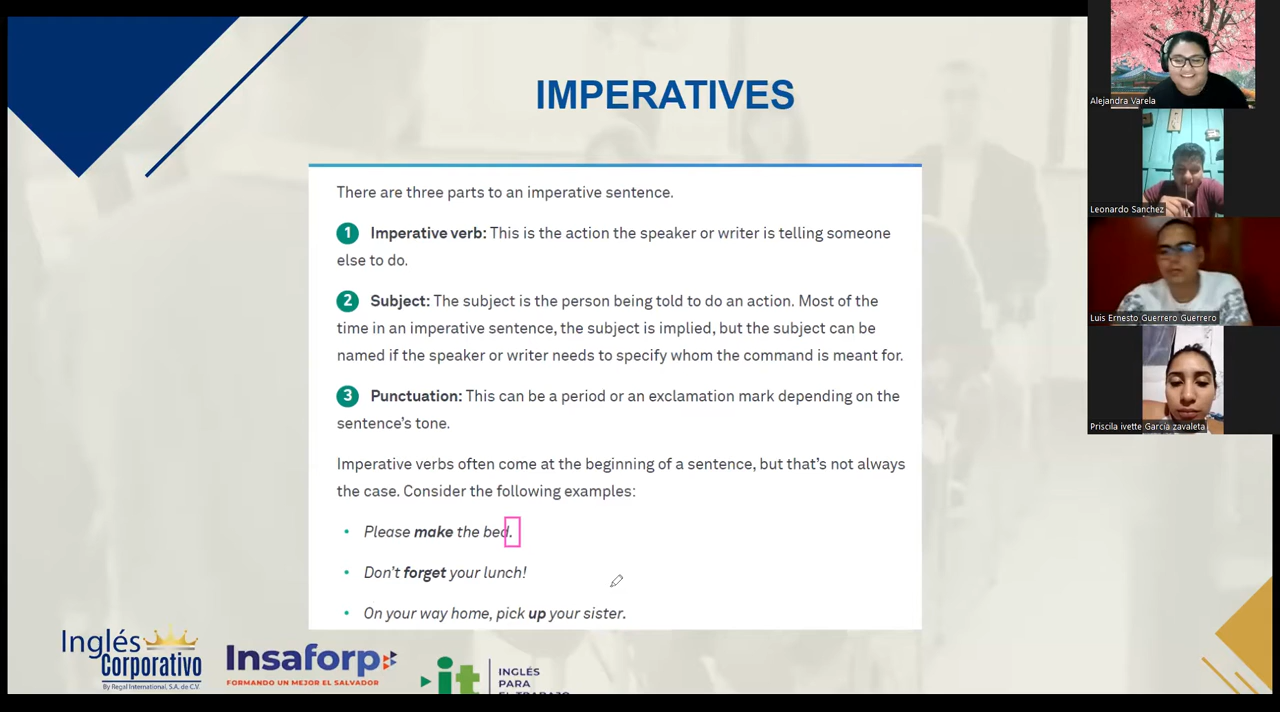 IMPERATIVES
There are three parts to an imperative sentence.
1 Imperative verb: This is the action the speaker or writer is telling someone
else to do.
2 Subject: The subject is the person being told to do an action. Most of the
time in an imperative sentence, the subject is implied, but the subject can be
named if the speaker or writer needs to specify whom the command is meant for.
3 Punctuation: This can be a period or an exclamation mark depending on the
sentence's tone.
Imperative verbs often come at the beginning of a sentence, but that's not always
the case. Consider the following examples:
• Please make the bed.
• Don't forget your lunch!
• On your way home, pick up your sister.
Inglés
Corporativo
By Regal International, S.A. de C.V.
Insaforp
FORMANDO UN MEJOR EL SALVADOR
it
INGLÉS
PARA
EL TRABAJO
Alejandra Varela
Leonardo Sanchez
Luis Ernesto Guerrero Guerrero
Priscila ivette García zavaleta